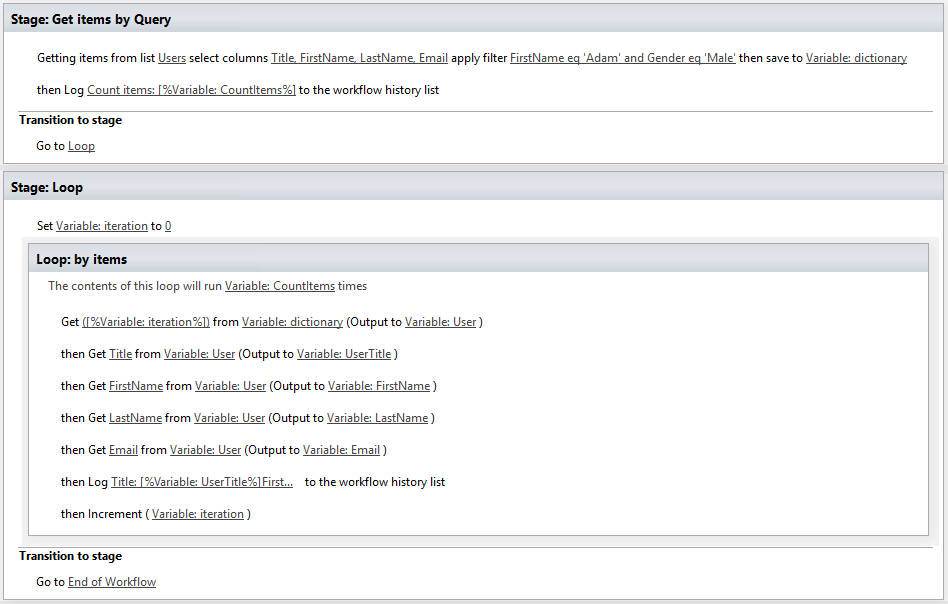 Stage: Get items by Query
Getting items from list Users select columns Title, FirstName, LastName, Email apply filter FirstName eq 'Adam' and Gender eq 'Male' then save to Variable: dictionary
then Log Count items: [%Variable: CountItems%] to the workflow history list
Transition to stage
Go to Loop
Stage: Loop
Set Variable: iteration to 0
Loop: by items
The contents of this loop will run Variable: CountItems times
Get ([%Variable: iteration%]) from Variable: dictionary (Output to Variable: User )
then Get Title from Variable: User (Output to Variable: UserTitle )
then Get FirstName from Variable: User (Output to Variable: FirstName )
then Get LastName from Variable: User (Output to Variable: LastName )
then Get Email from Variable: User (Output to Variable: Email )
then Log Title: [%Variable: UserTitle%]First... to the workflow history list
then Increment ( Variable: iteration )
Transition to stage
Go to End of Workflow